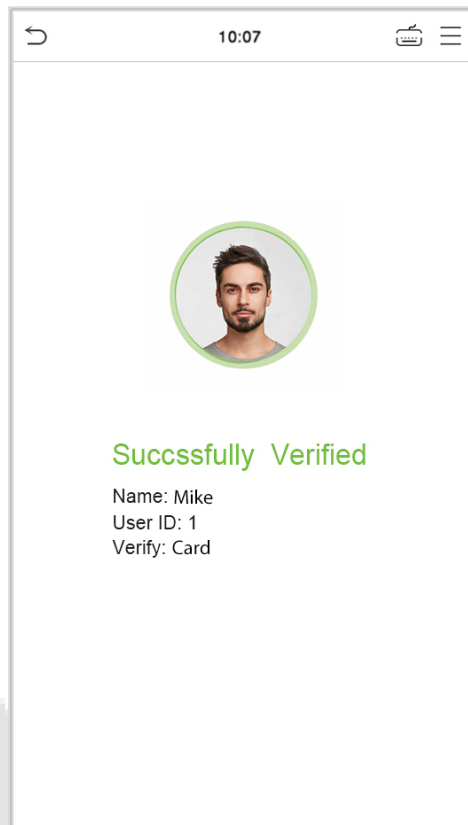 10:07
Succssfully Verified
Name: Mike
User ID: 1
Verify: Card